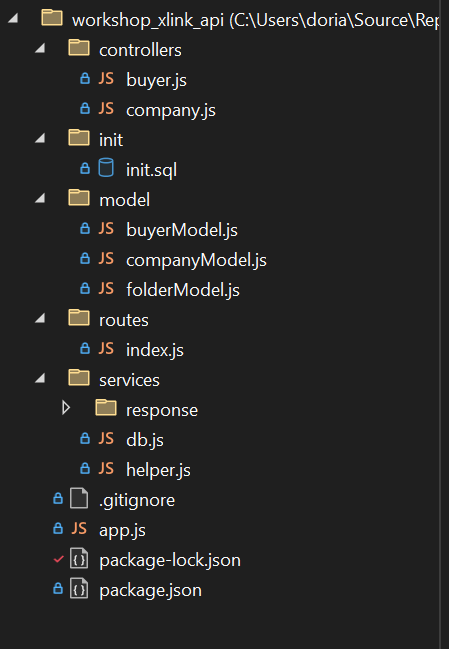 workshop_xlink_api (C:\Users\doria\Source\Rep
controllers
JS buyer.js
JS company.js
init
init.sql
model
JS buyerModel.js
JS companyModel.js
JS folderModel.js
routes
JS index.js
services
response
JS db.js
JS helper.js
.gitignore
JS app.js
package-lock.json
package.json